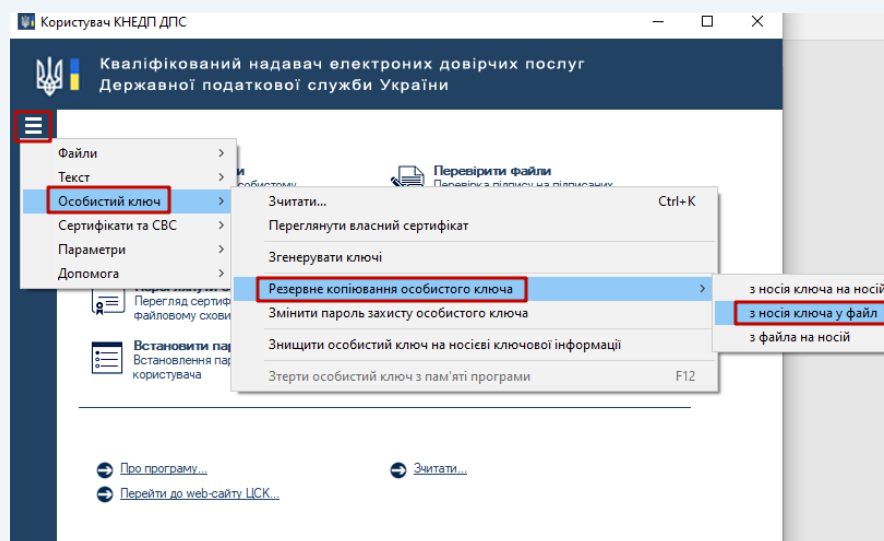 Користувач КНЕДП ДПС
Кваліфікований надавач електроних довірчих послуг
Державної податкової служби України
Файли
Текст
Особистий ключ
Сертифікати та СВС
Параметри
Допомога
Перевірити файли
Перевірка підпису на підписаних
Зчитати... Ctrl+K
Переглянути власний сертифікат
Згенерувати ключі
Резервне копіювання особистого ключа
Змінити пароль захисту особистого ключа
Знищити особистий ключ на носієві ключової інформації
Зтерти особистий ключ з пам'яті програми F12
з носія ключа на носій
з носія ключа у файл
з файла на носій
Перегляд сертиф
файловому схови
Встановити пар
Встановлення пар
користувача
Про програму...
Зчитати...
Перейти до web-сайту ЦСК...